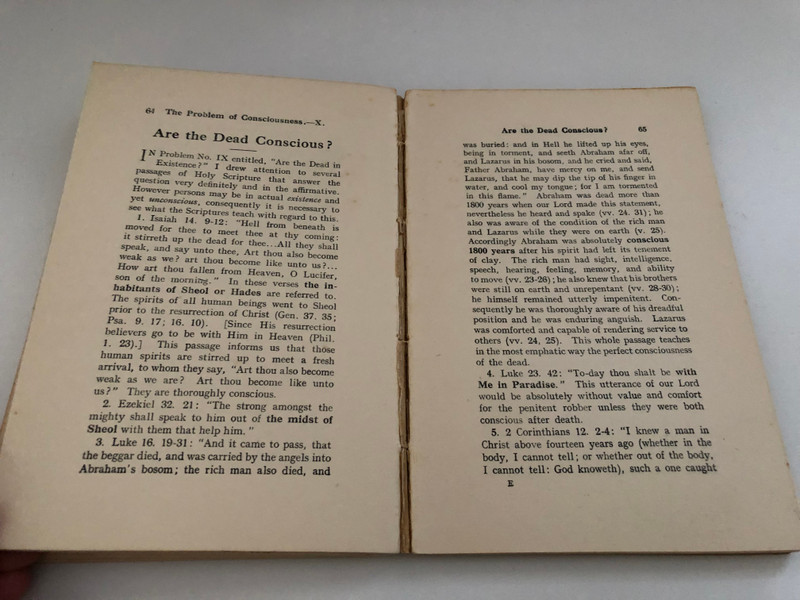 64 The Problem of Consciousness.—X.
Are the Dead Conscious?
IN Problem No. IX entitled, "Are the Dead in
Existence?" I drew attention to several
passages of Holy Scripture that answer the
question very definitely and in the affirmative.
However persons may be in actual existence and
yet unconscious, consequently it is necessary to
see what the Scriptures teach with regard to this.
1. Isaiah 14. 9-12: "Hell from beneath is
moved for thee to meet thee at thy coming:
it stirreth up the dead for thee...All they shall
speak, and say unto thee, Art thou also become
weak as we? art thou become like unto us?...
How art thou fallen from Heaven, O Lucifer,
son of the morning." In these verses the in-
habitants of Sheol or Hades are referred to.
The spirits of all human beings went to Sheol
prior to the resurrection of Christ (Gen. 37. 35;
Psa. 9. 17; 16. 10). [Since His resurrection
believers go to be with Him in Heaven (Phil.
1. 23).] This passage informs us that those
human spirits are stirred up to meet a fresh
arrival, to whom they say, "Art thou also become
weak as we are? Art thou become like unto
us?" They are thoroughly conscious.
2. Ezekiel 32. 21: "The strong amongst the
mighty shall speak to him out of the midst of
Sheol with them that help him."
3. Luke 16. 19-31: "And it came to pass, that
the beggar died, and was carried by the angels into
Abraham's bosom; the rich man also died, and
Are the Dead Conscious? 65
was buried: and in Hell he lifted up his eyes,
being in torment, and seeth Abraham afar off,
and Lazarus in his bosom, and he cried and said,
Father Abraham, have mercy on me, and send
Lazarus, that he may dip the tip of his finger in
water, and cool my tongue; for I am tormented
in this flame." Abraham was dead more than
1800 years when our Lord made this statement,
nevertheless he heard and spake (vv. 24. 31); he
also was aware of the condition of the rich man
and Lazarus while they were on earth (v. 25).
Accordingly Abraham was absolutely conscious
1800 years after his spirit had left its tenement
of clay. The rich man had sight, intelligence,
speech, hearing, feeling, memory, and ability
to move (vv. 23-26); he also knew that his brothers
were still on earth and unrepentant (vv. 28-30);
he himself remained utterly impenitent. Con-
sequently he was thoroughly aware of his dreadful
position and he was enduring anguish. Lazarus
was comforted and capable of rendering service to
others (vv. 24, 25). This whole passage teaches
in the most emphatic way the perfect consciousness
of the dead.
4. Luke 23. 42: "To-day thou shalt be with
Me in Paradise." This utterance of our Lord
would be absolutely without value and comfort
for the penitent robber unless they were both
conscious after death.
5. 2 Corinthians 12. 2-4: "I knew a man in
Christ above fourteen years ago (whether in the
body, I cannot tell; or whether out of the body,
I cannot tell: God knoweth), such a one caught
E